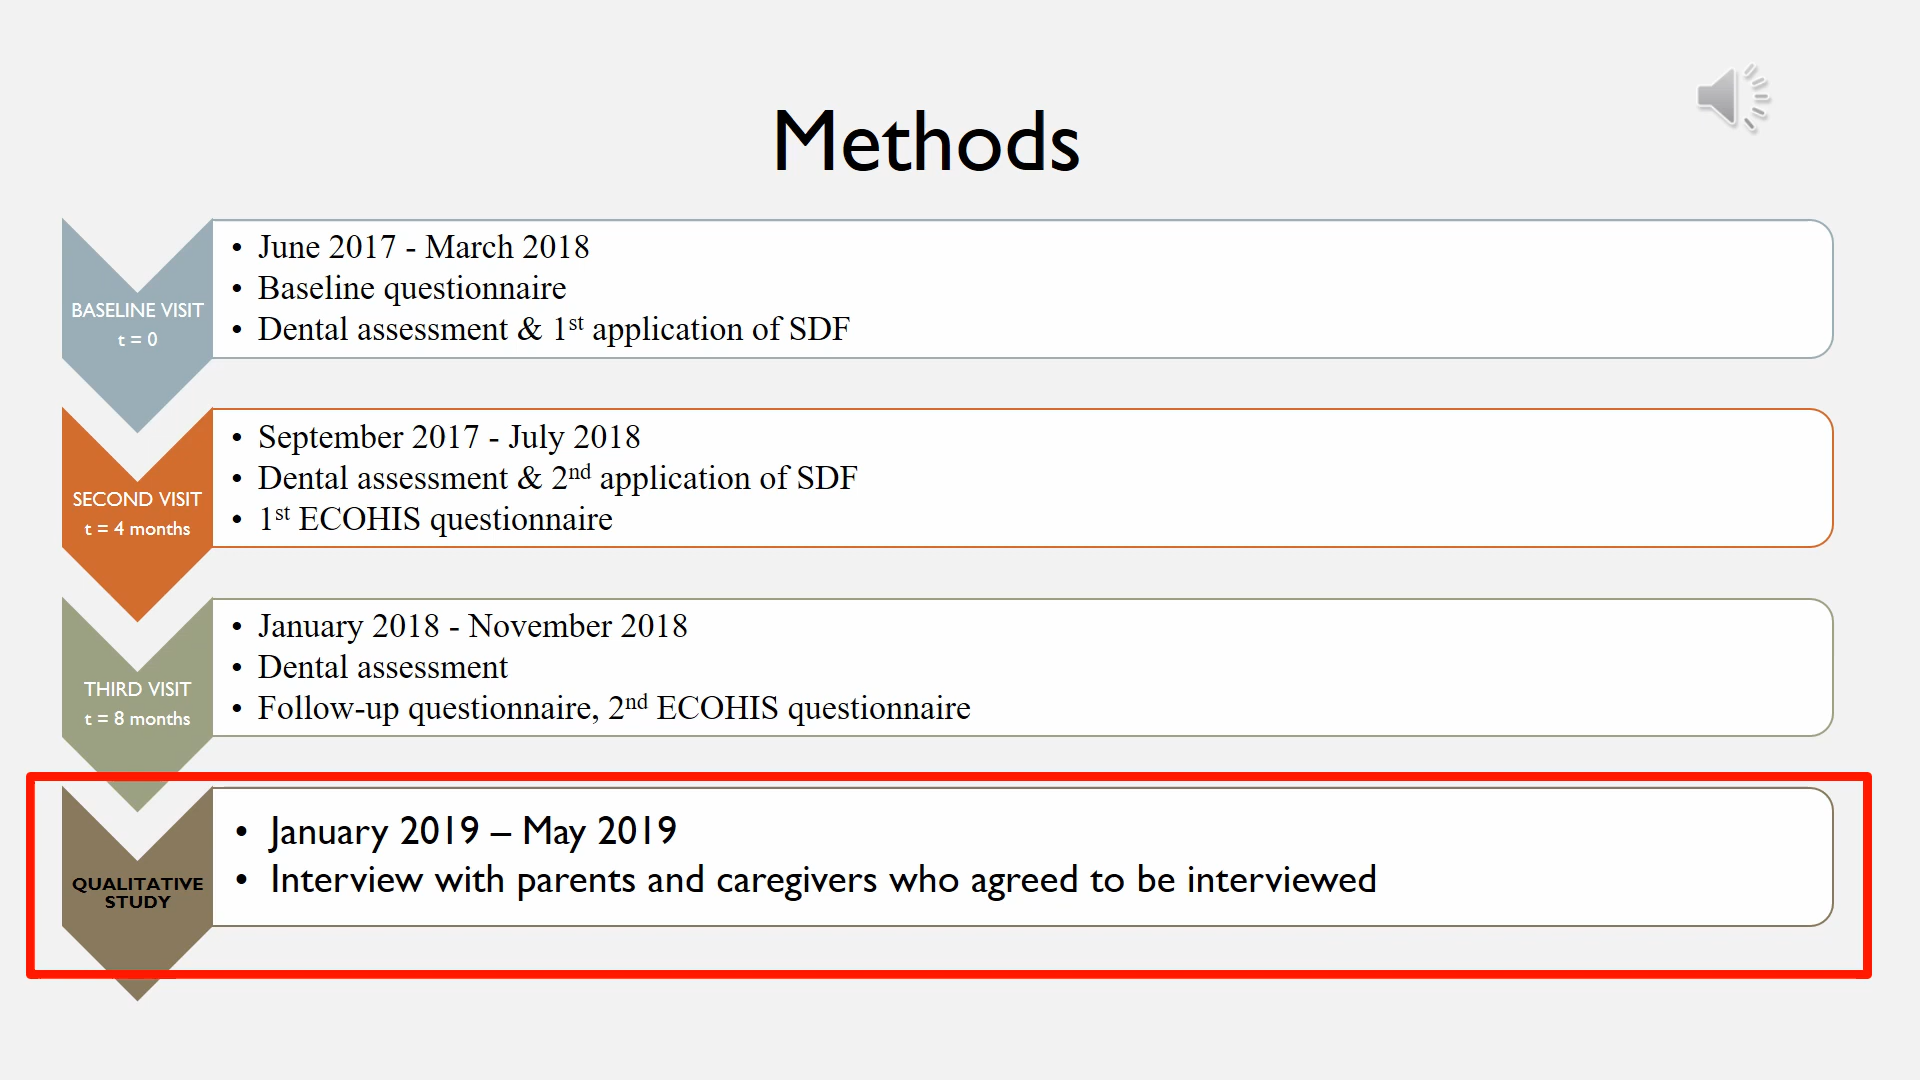 Methods
BASELINE VISIT
t = 0
• June 2017 - March 2018
• Baseline questionnaire
• Dental assessment & 1st application of SDF
SECOND VISIT
t = 4 months
• September 2017 - July 2018
• Dental assessment & 2nd application of SDF
• 1st ECOHIS questionnaire
THIRD VISIT
t = 8 months
• January 2018 - November 2018
• Dental assessment
• Follow-up questionnaire, 2nd ECOHIS questionnaire
QUALITATIVE
STUDY
• January 2019 – May 2019
• Interview with parents and caregivers who agreed to be interviewed